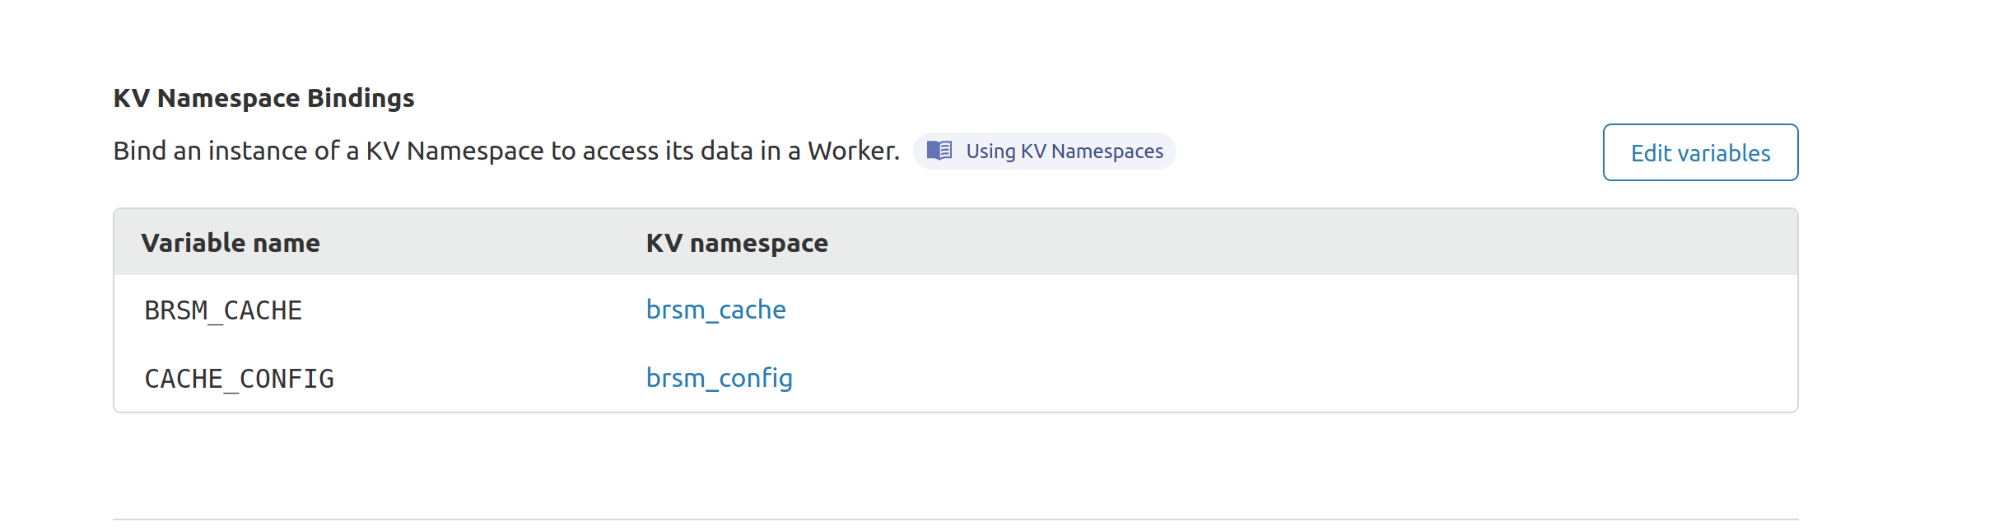 KV Namespace Bindings
Bind an instance of a KV Namespace to access its data in a Worker. Using KV Namespaces
Edit variables
Variable name KV namespace
BRSM_CACHE brsm_cache
CACHE_CONFIG brsm_config